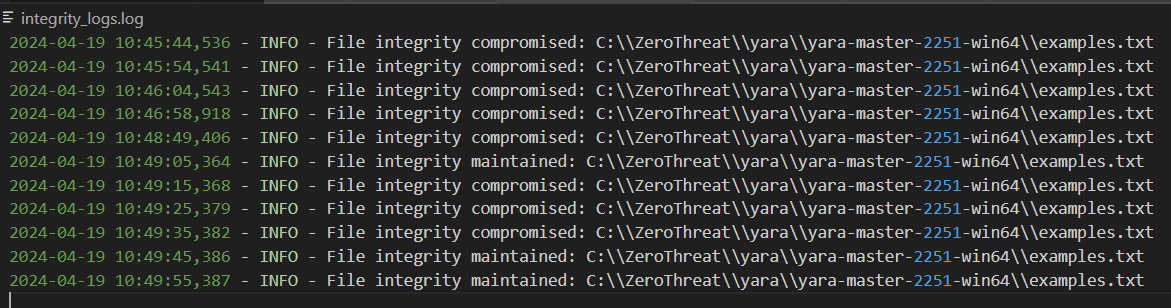 integrity_logs.log
2024-04-19 10:45:44,536 - INFO - File integrity compromised: C:\\ZeroThreat\\yara\\yara-master-2251-win64\\examples.txt
2024-04-19 10:45:54,541 - INFO - File integrity compromised: C:\\ZeroThreat\\yara\\yara-master-2251-win64\\examples.txt
2024-04-19 10:46:04,543 - INFO - File integrity compromised: C:\\ZeroThreat\\yara\\yara-master-2251-win64\\examples.txt
2024-04-19 10:46:58,918 - INFO - File integrity compromised: C:\\ZeroThreat\\yara\\yara-master-2251-win64\\examples.txt
2024-04-19 10:48:49,406 - INFO - File integrity compromised: C:\\ZeroThreat\\yara\\yara-master-2251-win64\\examples.txt
2024-04-19 10:49:05,364 - INFO - File integrity maintained: C:\\ZeroThreat\\yara\\yara-master-2251-win64\\examples.txt
2024-04-19 10:49:15,368 - INFO - File integrity compromised: C:\\ZeroThreat\\yara\\yara-master-2251-win64\\examples.txt
2024-04-19 10:49:25,379 - INFO - File integrity compromised: C:\\ZeroThreat\\yara\\yara-master-2251-win64\\examples.txt
2024-04-19 10:49:35,382 - INFO - File integrity compromised: C:\\ZeroThreat\\yara\\yara-master-2251-win64\\examples.txt
2024-04-19 10:49:45,386 - INFO - File integrity maintained: C:\\ZeroThreat\\yara\\yara-master-2251-win64\\examples.txt
2024-04-19 10:49:55,387 - INFO - File integrity maintained: C:\\ZeroThreat\\yara\\yara-master-2251-win64\\examples.txt